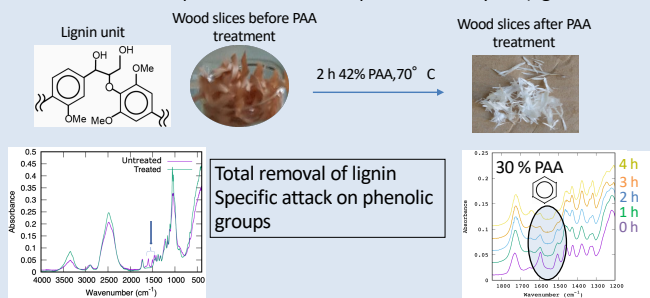 Wood slices before PAA
treatment
Lignin unit
Wood slices after PAA
treatment
OH
OH
OMe
O
OMe
MeO
2 h 42% PAA,70° C
0.5
0.45
0.4
0.35
0.3
0.25
0.2
0.15
0.1
0.05
0
Absorbance
Untreated
Treated
4000 3500 3000 2500 2000 1500 1000 500
Wavenumber (cm⁻¹)
Total removal of lignin
Specific attack on phenolic
groups
0.25
0.2
0.15
0.1
0.05
0
Absorbance
30 % PAA
4 h
3 h
2 h
1 h
0 h
1800 1700 1600 1500 1400 1300 1200
Wavenumber (cm⁻¹)